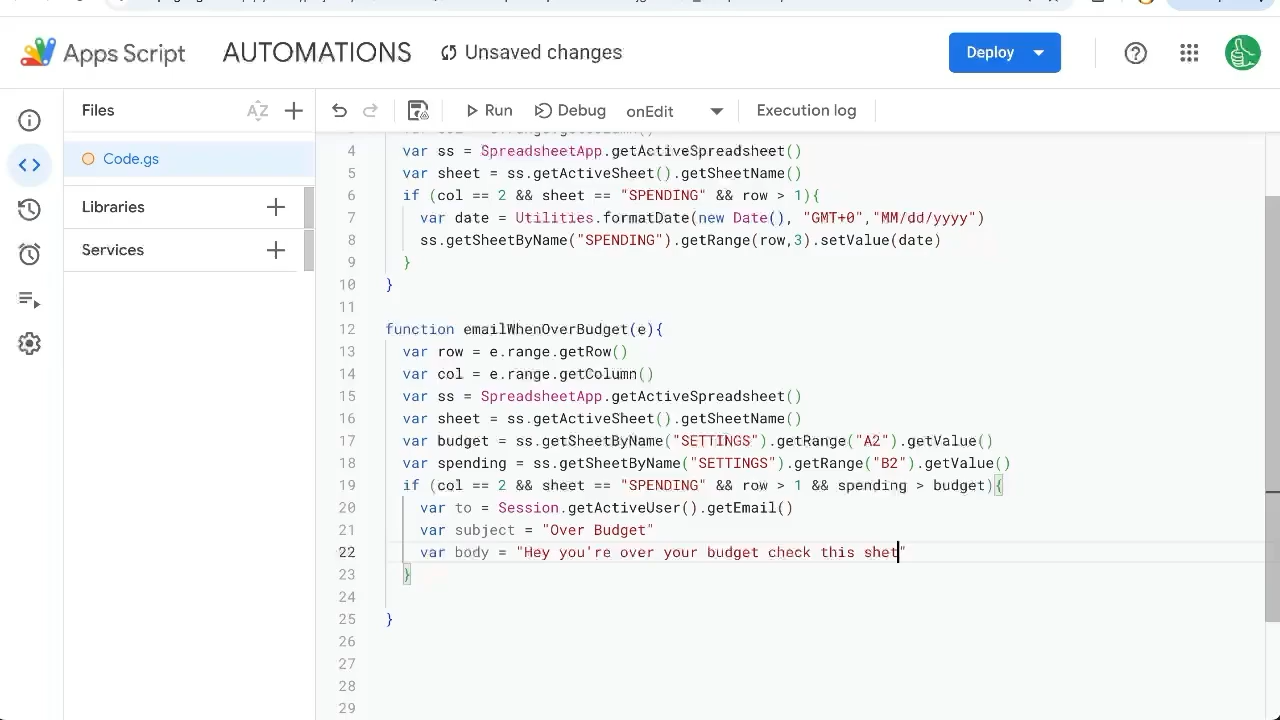 Apps Script AUTOMATIONS Unsaved changes Deploy
Files AZ Run Debug onEdit Execution log
Code.gs
Libraries
Services
4 var ss = SpreadsheetApp.getActiveSpreadsheet()
5 var sheet = ss.getActiveSheet().getSheetName()
6 if (col == 2 && sheet == "SPENDING" && row > 1){
7 var date = Utilities.formatDate(new Date(), "GMT+0","MM/dd/yyyy")
8 ss.getSheetByName("SPENDING").getRange(row,3).setValue(date)
9 }
10 }
11
12 function emailWhenOverBudget(e){
13 var row = e.range.getRow()
14 var col = e.range.getColumn()
15 var ss = SpreadsheetApp.getActiveSpreadsheet()
16 var sheet = ss.getActiveSheet().getSheetName()
17 var budget = ss.getSheetByName("SETTINGS").getRange("A2").getValue()
18 var spending = ss.getSheetByName("SETTINGS").getRange("B2").getValue()
19 if (col == 2 && sheet == "SPENDING" && row > 1 && spending > budget){
20 var to = Session.getActiveUser().getEmail()
21 var subject = "Over Budget"
22 var body = "Hey you're over your budget check this shet"
23 }
24
25 }
26
27
28
29